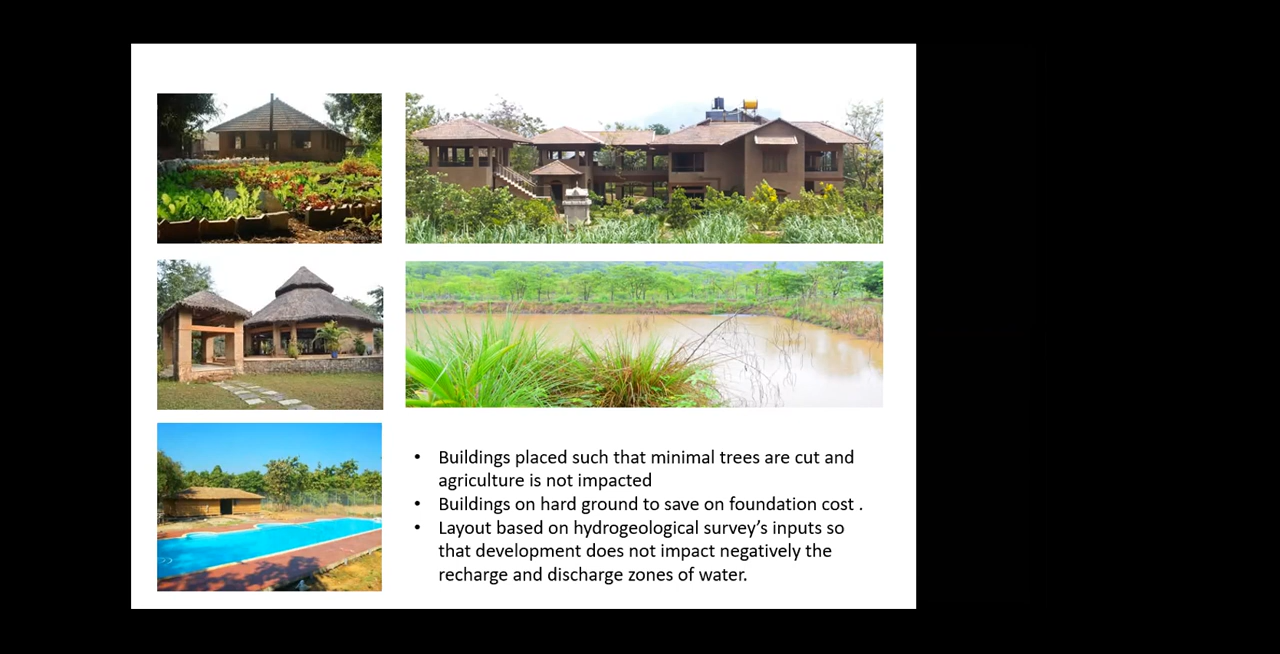 • Buildings placed such that minimal trees are cut and
agriculture is not impacted
• Buildings on hard ground to save on foundation cost .
• Layout based on hydrogeological survey’s inputs so
that development does not impact negatively the
recharge and discharge zones of water.